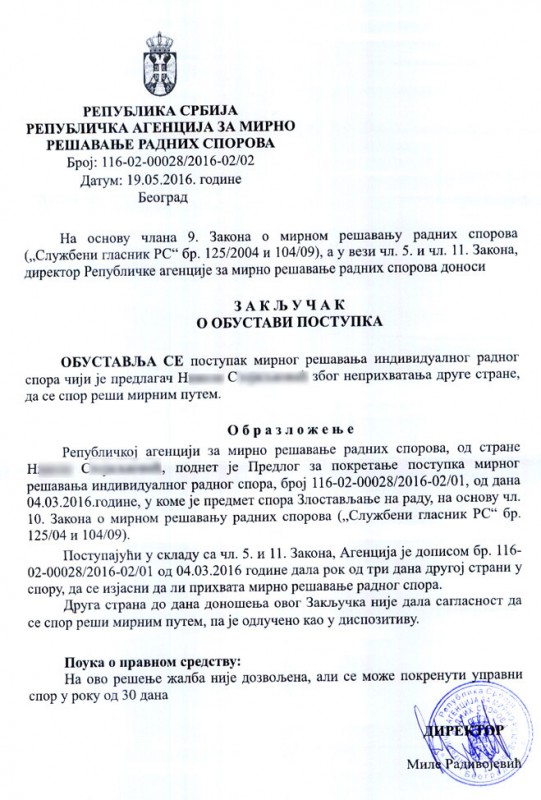 РЕПУБЛИКА СРБИЈА
РЕПУБЛИЧКА АГЕНЦИЈА ЗА МИРНО
РЕШАВАЊЕ РАДНИХ СПОРОВА
Број: 116-02-00028/2016-02/02
Датум: 19.05.2016. године
Београд
На основу члана 9. Закона о мирном решавању радних спорова
(„Службени гласник РС“ бр. 125/2004 и 104/09), а у вези чл. 5. и чл. 11. Закона,
директор Републичке агенције за мирно решавање радних спорова доноси
З А К Љ У Ч А К
О ОБУСТАВИ ПОСТУПКА
ОБУСТАВЉА СЕ поступак мирног решавања индивидуалног радног
спора чији је предлагач Н С због неприхватања друге стране,
да се спор реши мирним путем.
О б р а з л о ж е њ е
Републичкој агенцији за мирно решавање радних спорова, од стране
Н С, поднет је Предлог за покретање поступка мирног
решавања индивидуалног радног спора, број 116-02-00028/2016-02/01, од дана
04.03.2016.године, у коме је предмет спора Злостављање на раду, на основу чл.
10. Закона о мирном решавању радних спорова („Службени гласник РС“ бр.
125/04 и 104/09).
Поступајући у складу са чл. 5. и 11. Закона, Агенција је дописом бр. 116-
02-00028/2016-02/01 од 04.03.2016 године дала рок од три дана другој страни у
спору, да се изјасни да ли прихвата мирно решавање радног спора.
Друга страна до дана доношења овог Закључка није дала сагласност да
се спор реши мирним путем, па је одлучено као у диспозитиву.
Поука о правном средству:
На ово решење жалба није дозвољена, али се може покренути управни
спор у року од 30 дана
ДИРЕКТОР
Миле Радивојевић